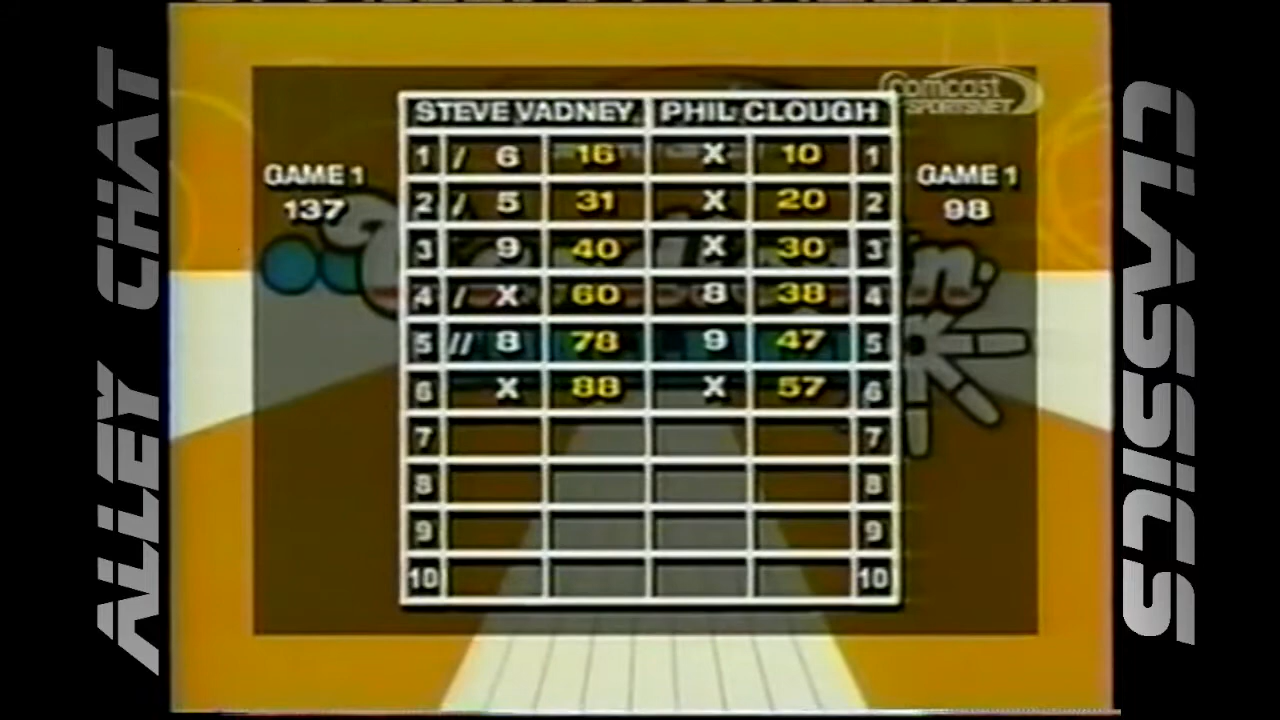 ALLEY CHAT
CLASSICS
comcast
SPORTSNET
STEVE VADNEY PHIL CLOUGH
GAME 1
137
GAME 1
98
1 / 6 16 X 10 1
2 / 5 31 X 20 2
3 9 40 X 30 3
4 / X 60 8 38 4
5 // 8 78 9 47 5
6 X 88 X 57 6
7 7
8 8
9 9
10 10